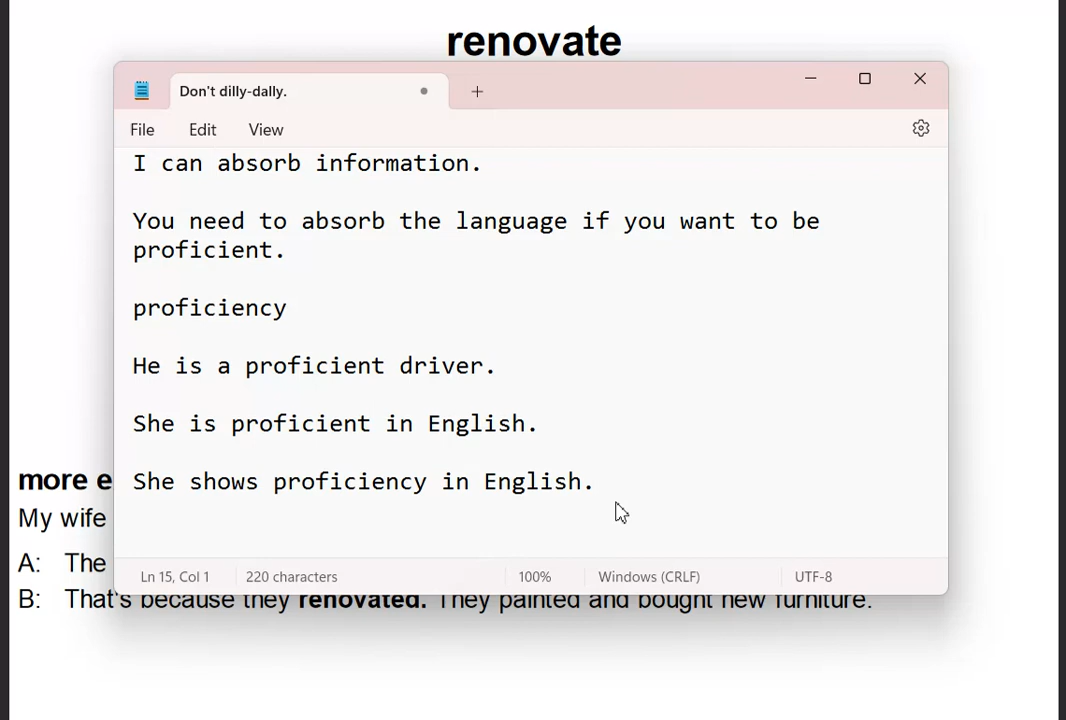 renovate
Don't dilly-dally.
File Edit View
I can absorb information.
You need to absorb the language if you want to be
proficient.
proficiency
He is a proficient driver.
She is proficient in English.
She shows proficiency in English.
more e
My wife
A: The
Ln 15, Col 1 220 characters 100% Windows (CRLF) UTF-8
B: That's because they renovated. They painted and bought new furniture.